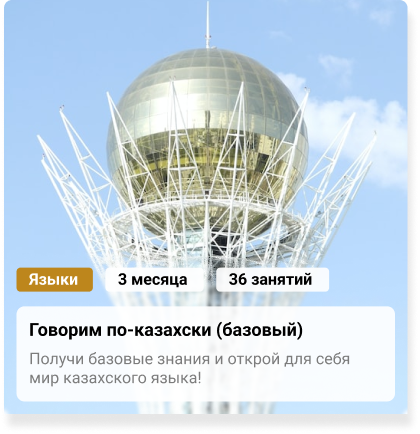 Языки 3 месяца 36 занятий
Говорим по-казахски (базовый)
Получи базовые знания и открой для себя
мир казахского языка!